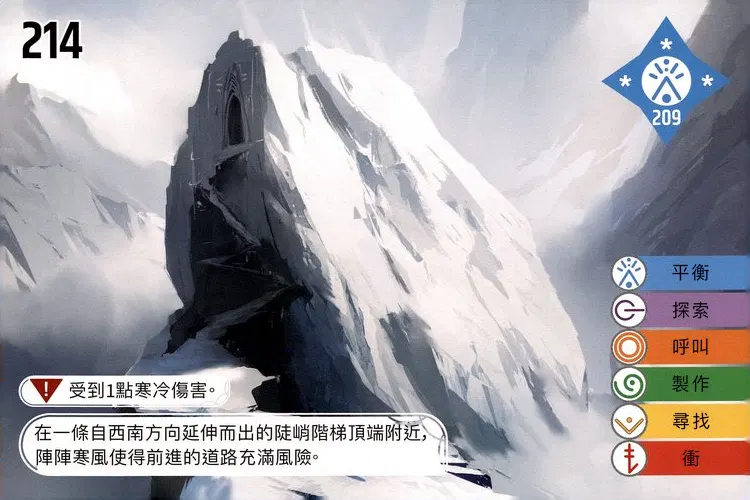 214
* * *
209
平衡
探索
呼叫
製作
尋找
衝
! 受到1點寒冷傷害。
在一條自西南方向延伸而出的陡峭階梯頂端附近,
陣陣寒風使得前進的道路充滿風險。